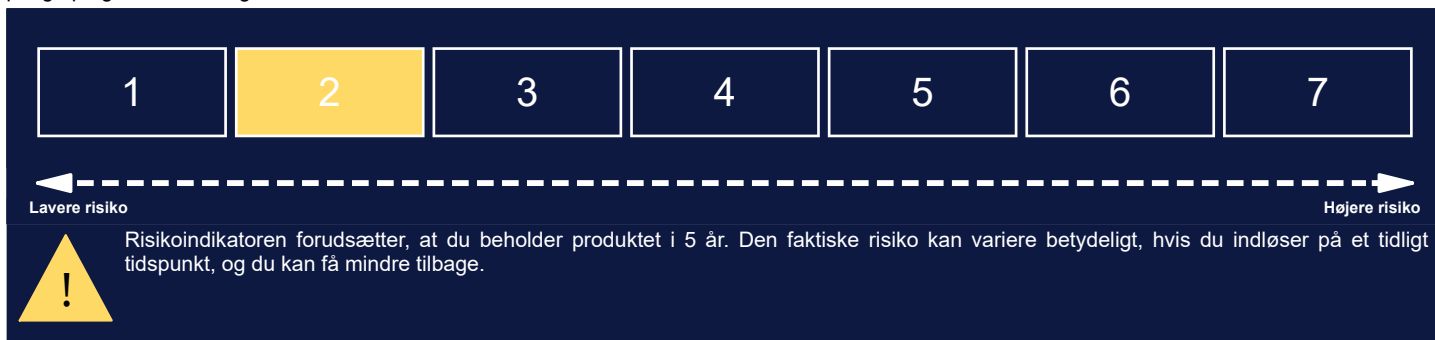 1 2 3 4 5 6 7
Lavere risiko Højere risiko
Risikoindikatoren forudsætter, at du beholder produktet i 5 år. Den faktiske risiko kan variere betydeligt, hvis du indløser på et tidligt
tidspunkt, og du kan få mindre tilbage.
!